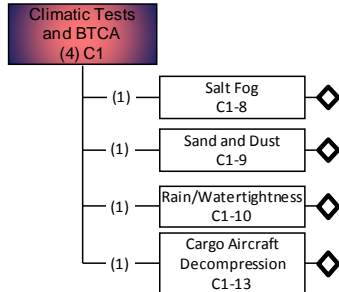 Climatic Tests
and BTCA
(4) C1
(1)
Salt Fog
C1-8
(1)
Sand and Dust
C1-9
(1)
Rain/Watertightness
C1-10
(1)
Cargo Aircraft
Decompression
C1-13